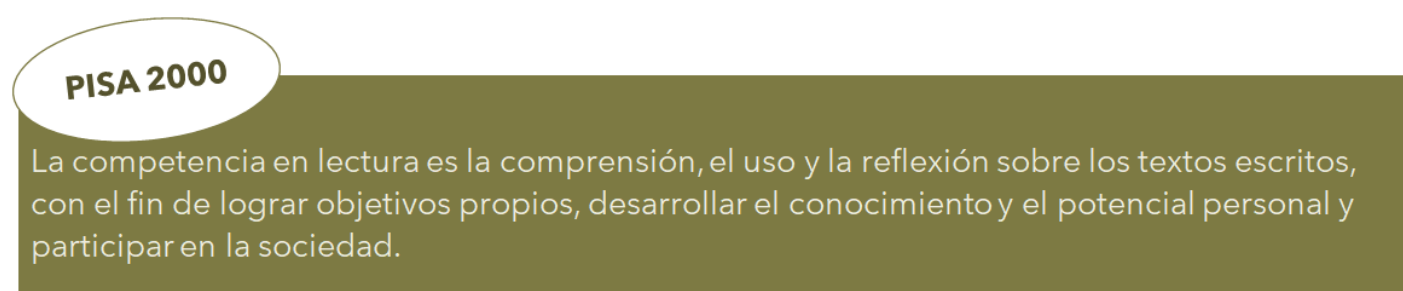 PISA 2000
La competencia en lectura es la comprensión, el uso y la reflexión sobre los textos escritos,
con el fin de lograr objetivos propios, desarrollar el conocimiento y el potencial personal y
participar en la sociedad.